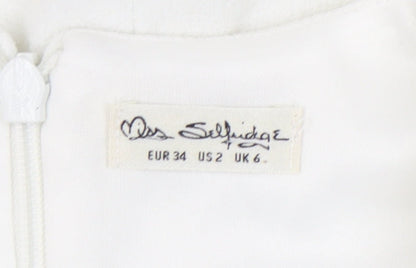 Miss Selfridge
EUR 34 US 2 UK 6